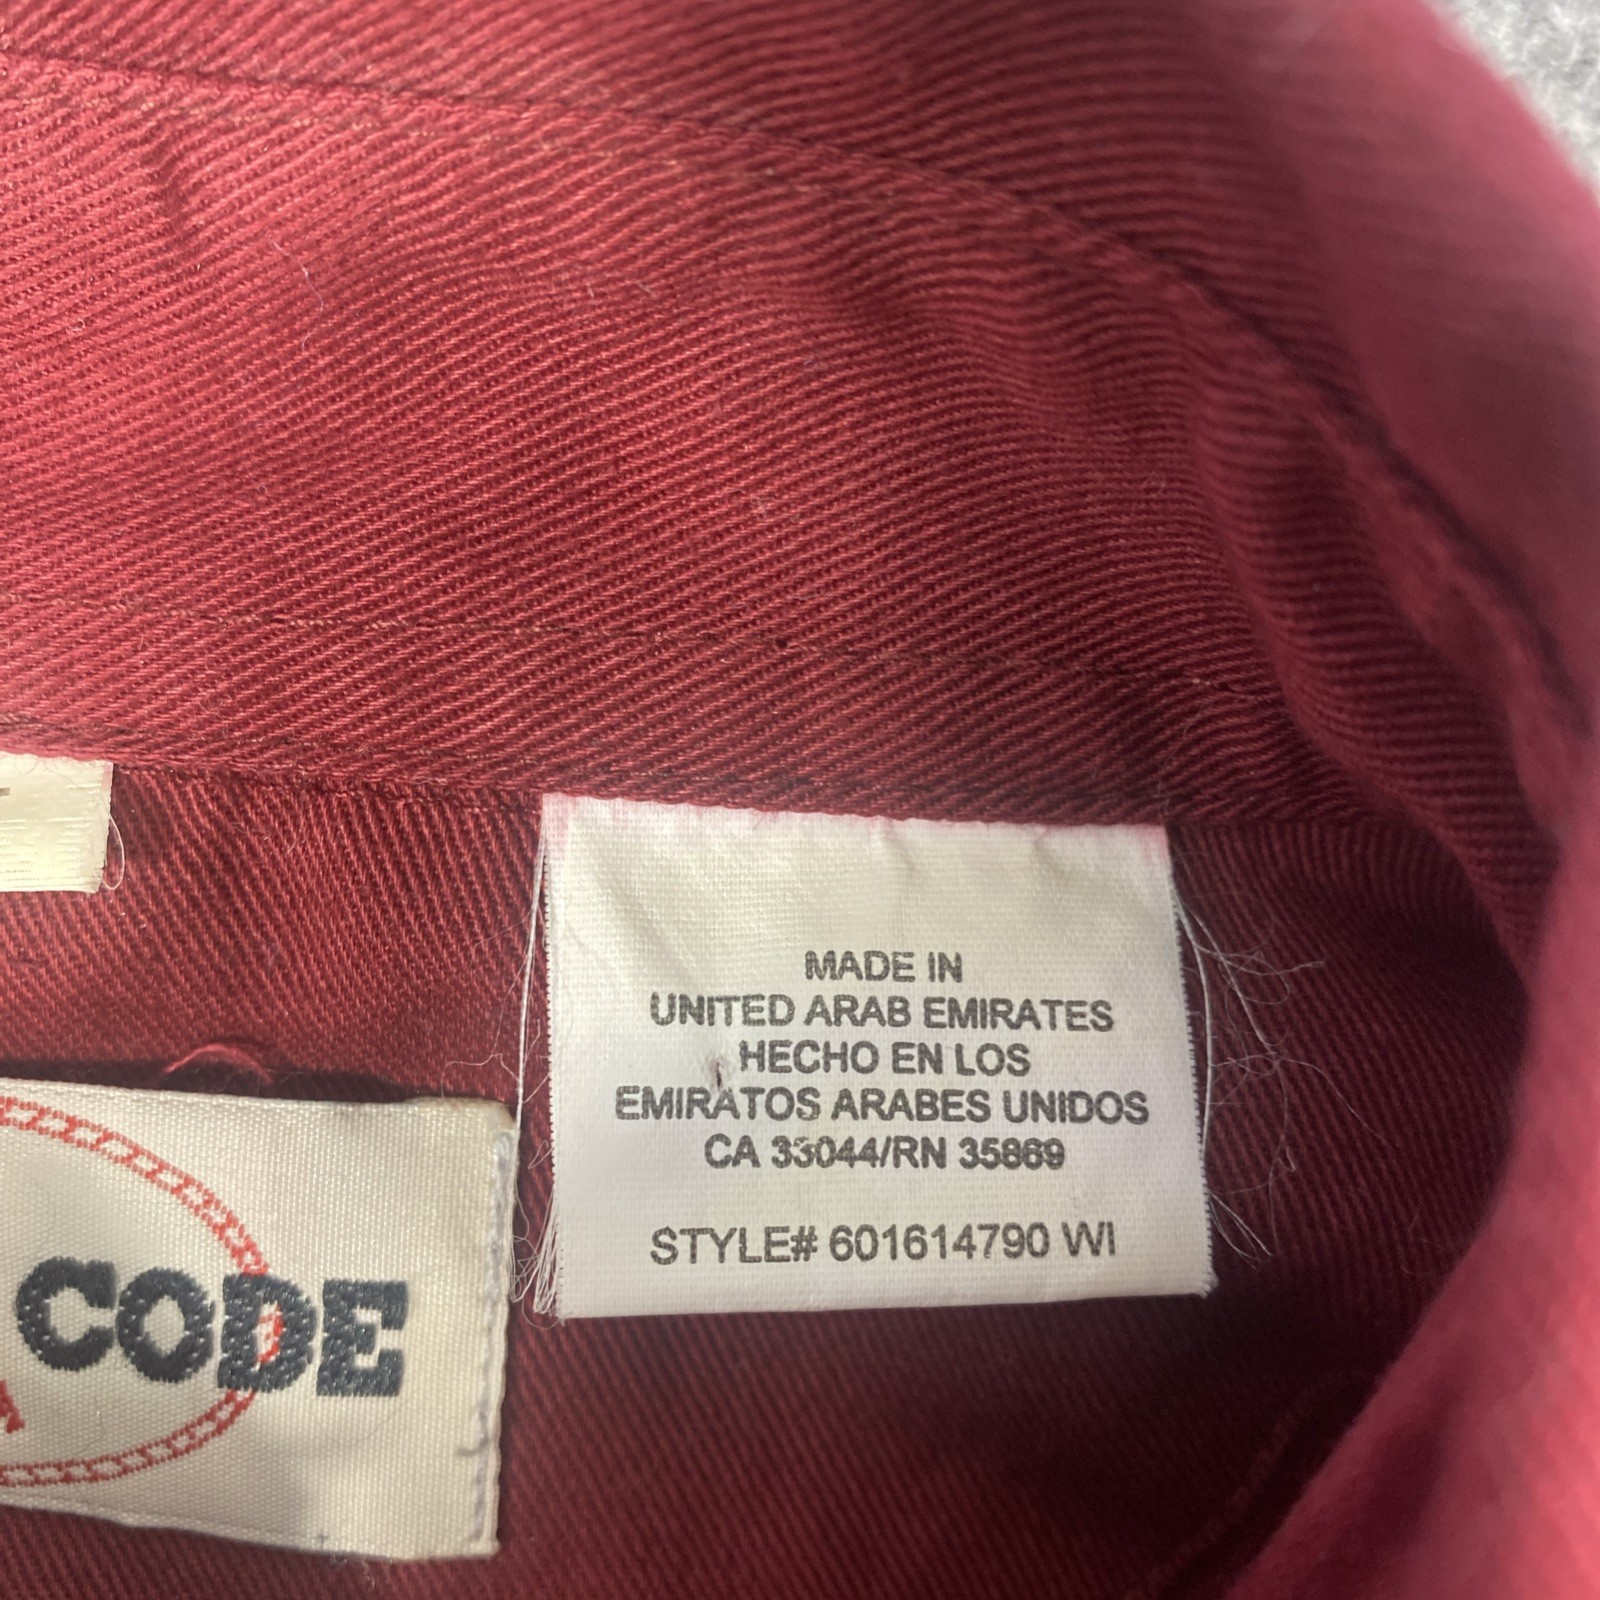 MADE IN
UNITED ARAB EMIRATES
HECHO EN LOS
EMIRATOS ARABES UNIDOS
CA 33044/RN 35869
STYLE# 601614790 WI
CODE